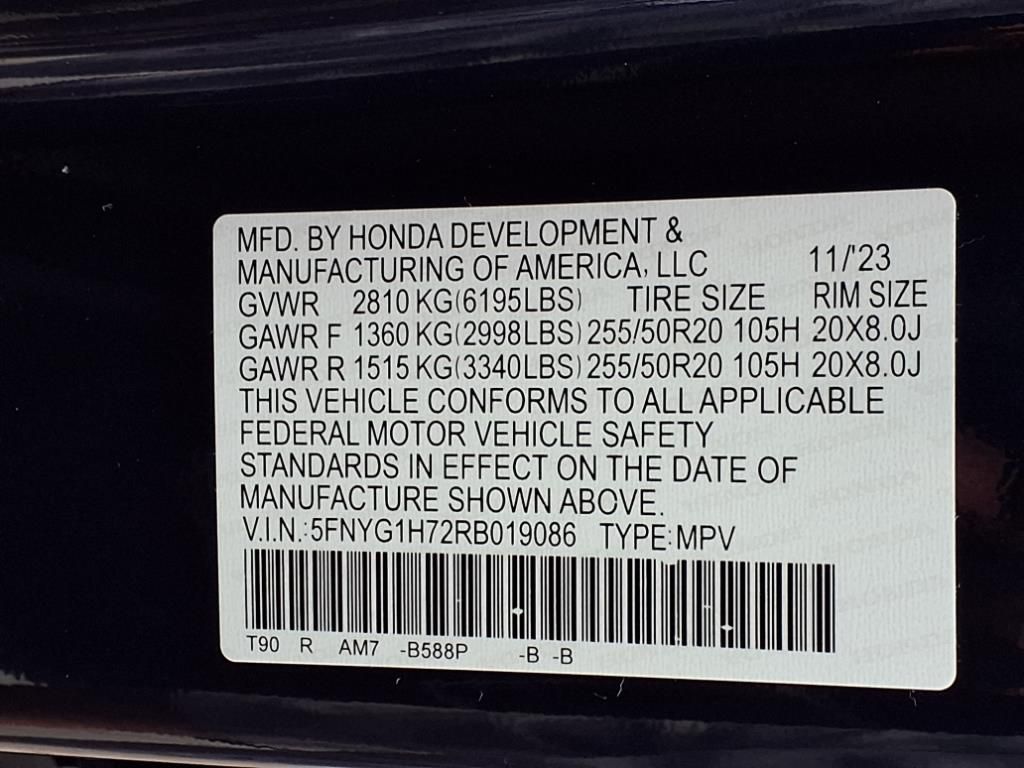 MFD. BY HONDA DEVELOPMENT &
MANUFACTURING OF AMERICA, LLC 11/'23
GVWR 2810 KG(6195LBS) TIRE SIZE RIM SIZE
GAWR F 1360 KG(2998LBS) 255/50R20 105H 20X8.0J
GAWR R 1515 KG(3340LBS) 255/50R20 105H 20X8.0J
THIS VEHICLE CONFORMS TO ALL APPLICABLE
FEDERAL MOTOR VEHICLE SAFETY
STANDARDS IN EFFECT ON THE DATE OF
MANUFACTURE SHOWN ABOVE.
V.I.N.:5FNYG1H72RB019086 TYPE:MPV
T90 R AM7 -B588P -B -B